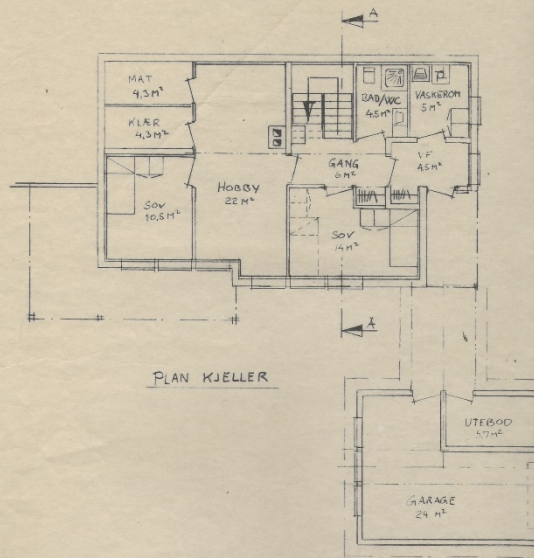 A
MAT
4,3 M²
KLÆR
4,3 M²
BAD/WC
4,5 M²
VASKEROM
5 M²
GANG
6 M²
VF
4,5 M²
HOBBY
22 M²
SOV
10,8 M²
SOV
14 M²
A
PLAN KJELLER
UTEBOD
5,7 M²
GARAGE
24 M²